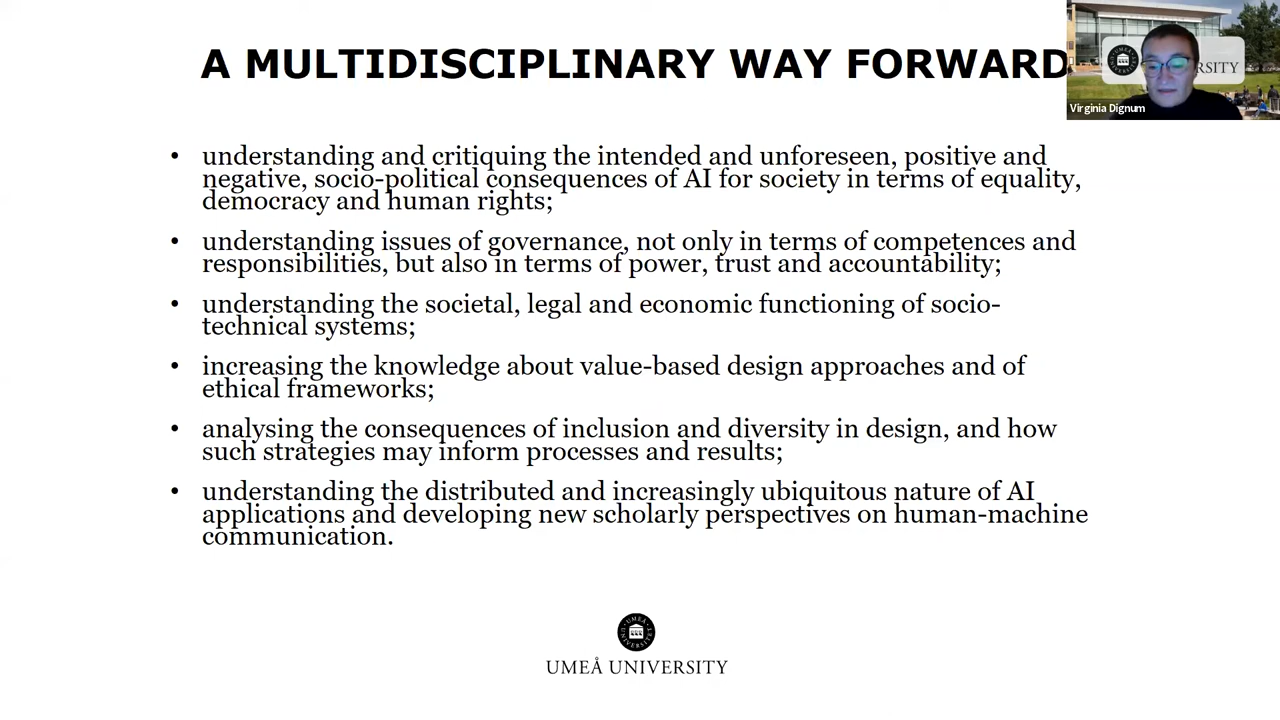 A MULTIDISCIPLINARY WAY FORWARD
RSITY
Virginia Dignum
• understanding and critiquing the intended and unforeseen, positive and
negative, socio-political consequences of AI for society in terms of equality,
democracy and human rights;
• understanding issues of governance, not only in terms of competences and
responsibilities, but also in terms of power, trust and accountability;
• understanding the societal, legal and economic functioning of socio-
technical systems;
• increasing the knowledge about value-based design approaches and of
ethical frameworks;
• analysing the consequences of inclusion and diversity in design, and how
such strategies may inform processes and results;
• understanding the distributed and increasingly ubiquitous nature of AI
applications and developing new scholarly perspectives on human-machine
communication.
UMEÅ UNIVERSITY